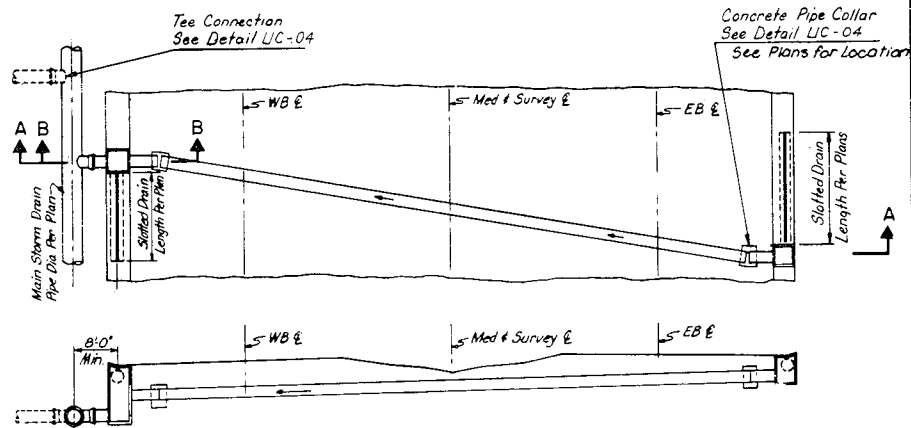 Tee Connection
See Detail UC-04
Concrete Pipe Collar
See Detail UC-04
See Plans for Location
WB ℄
Med & Survey ℄
EB ℄
A
B
B
A
Main Storm Drain
Pipe Dia Per Plan
Slotted Drain
Length Per Plan
Slotted Drain
Length Per Plans
8'-0"
Min.
WB ℄
Med & Survey ℄
EB ℄